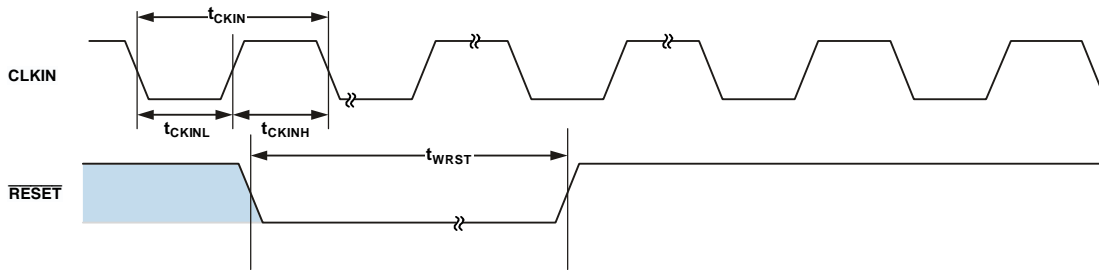 tCKIN
CLKIN
tCKINL
tCKINH
tWRST
RESET